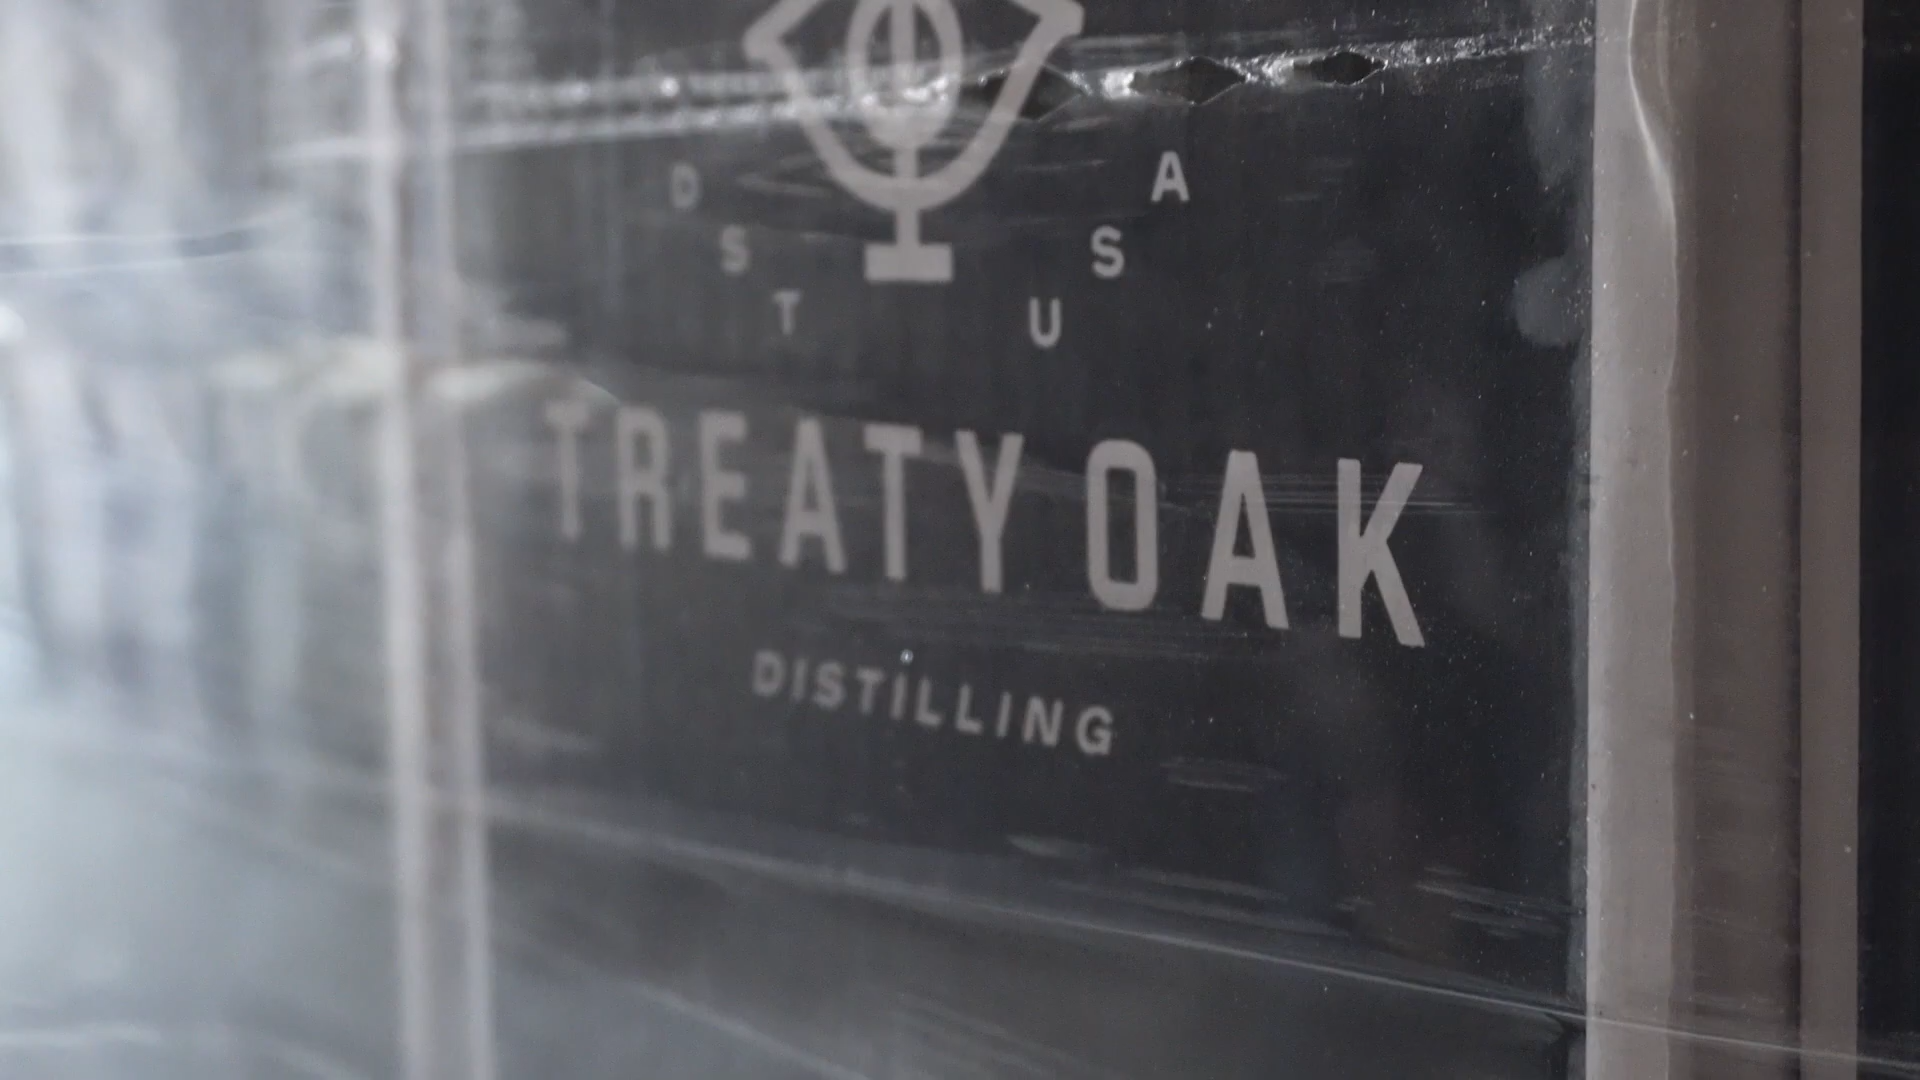 D A
S S
T U
TREATY OAK
DISTILLING